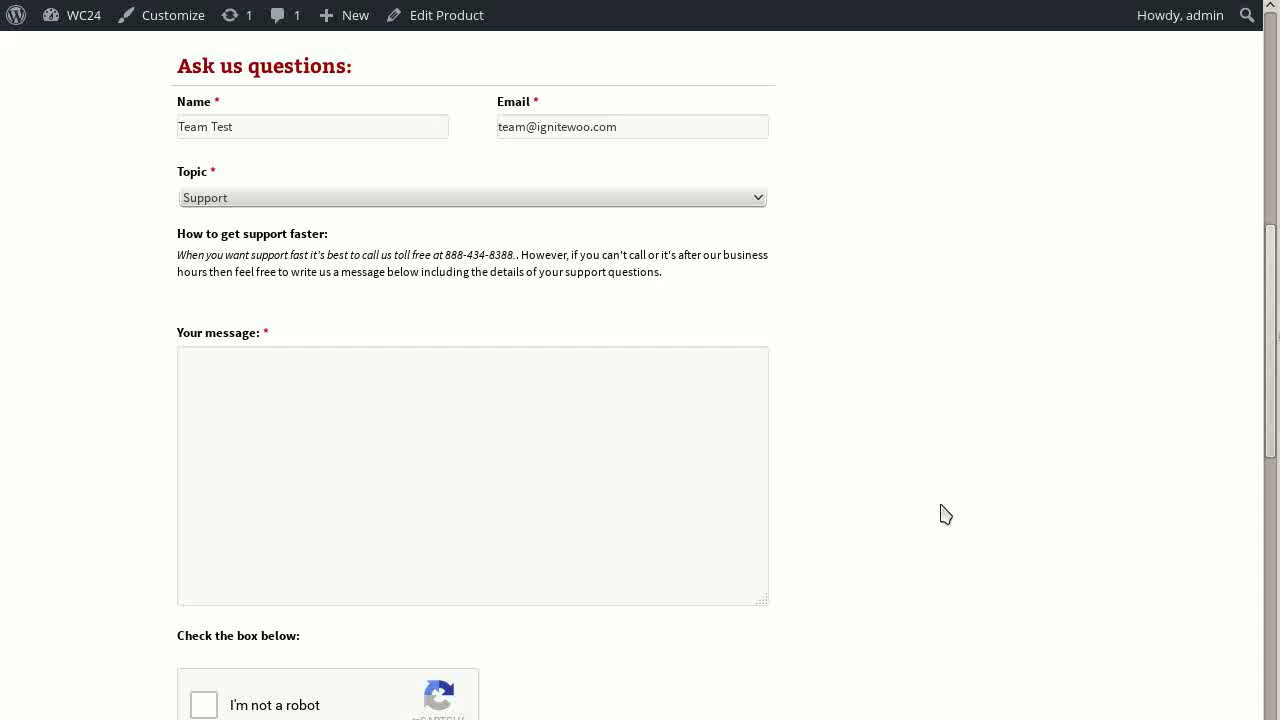 WC24 Customize 1 1 New Edit Product Howdy, admin
Ask us questions:
Name * Email *
Team Test team@ignitewoo.com
Topic *
Support
How to get support faster:
When you want support fast it's best to call us toll free at 888-434-8388.. However, if you can't call or it's after our business
hours then feel free to write us a message below including the details of your support questions.
Your message: *
Check the box below:
I'm not a robot
reCAPTCHA